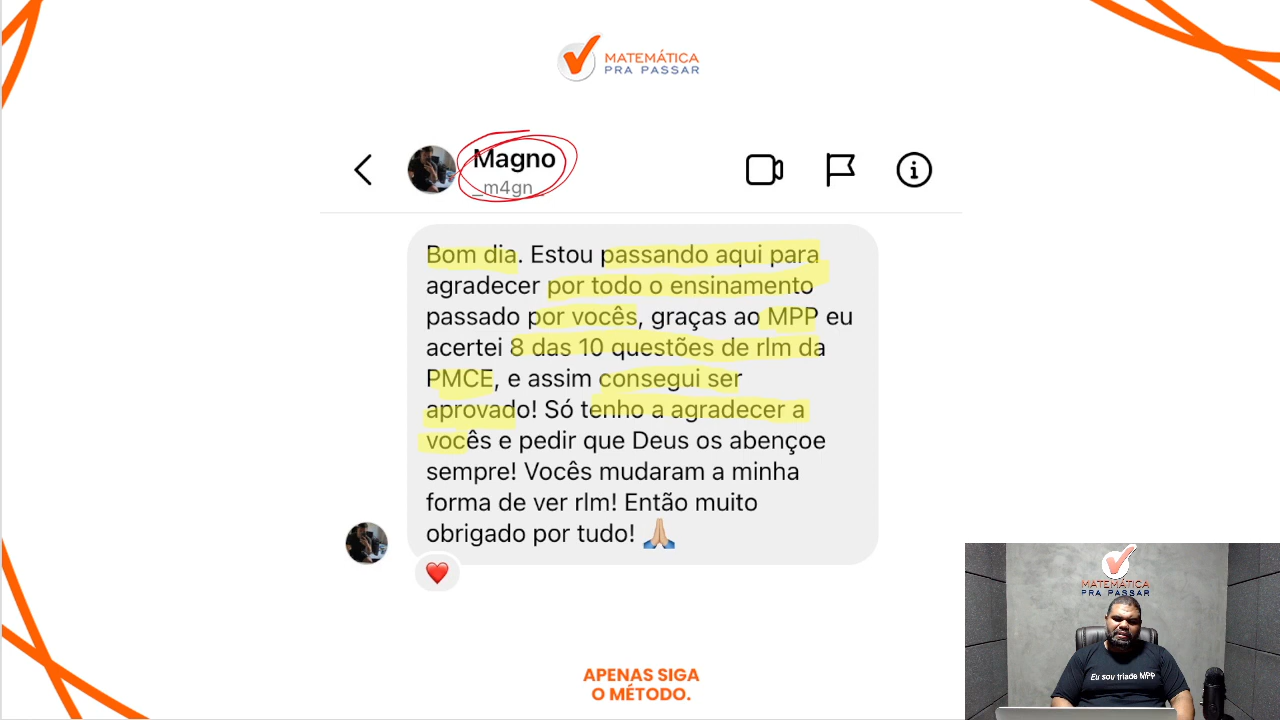 MATEMÁTICA
PRA PASSAR
Magno
_m4gn_
Bom dia. Estou passando aqui para
agradecer por todo o ensinamento
passado por vocês, graças ao MPP eu
acertei 8 das 10 questões de rlm da
PMCE, e assim consegui ser
aprovado! Só tenho a agradecer a
vocês e pedir que Deus os abençoe
sempre! Vocês mudaram a minha
forma de ver rlm! Então muito
obrigado por tudo! 🙏🏼
APENAS SIGA
O MÉTODO.
MATEMÁTICA
PRA PASSAR
Eu sou tríade MPP